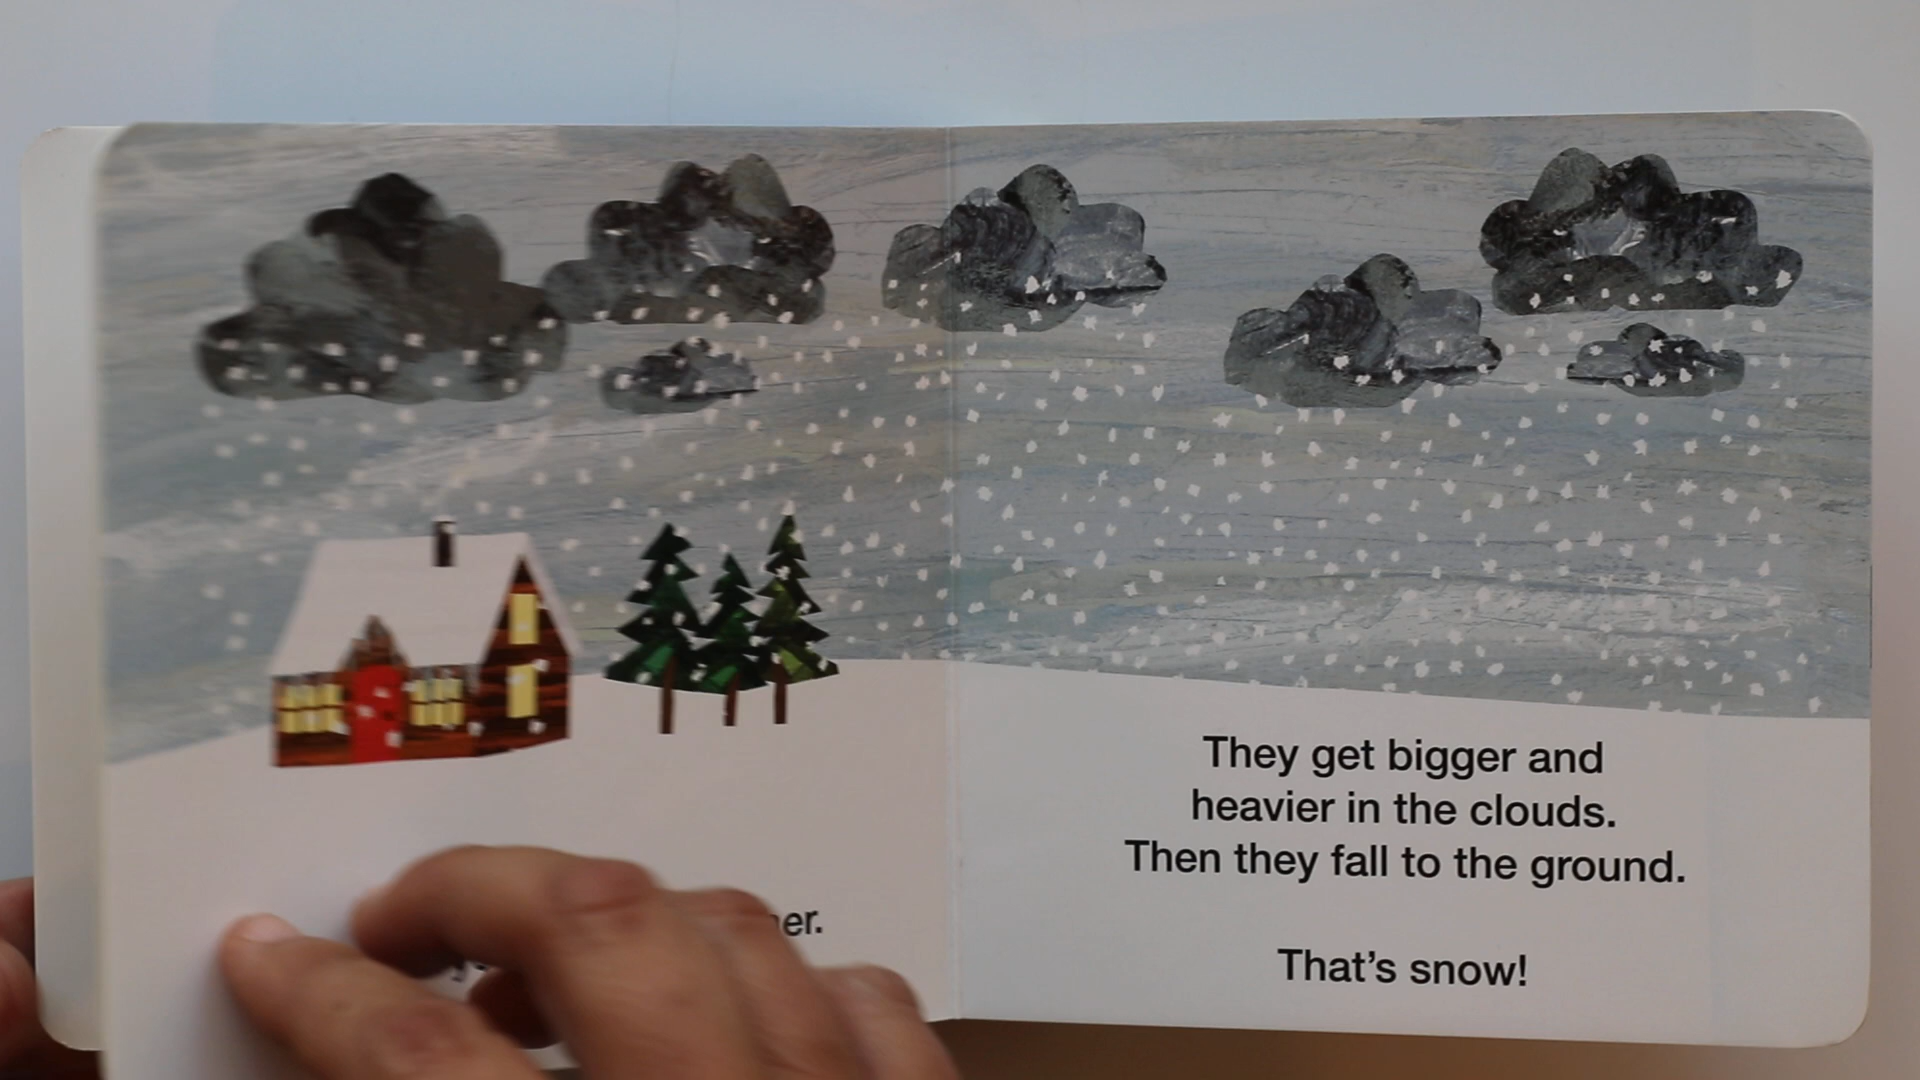 They get bigger and
heavier in the clouds.
Then they fall to the ground.
That's snow!